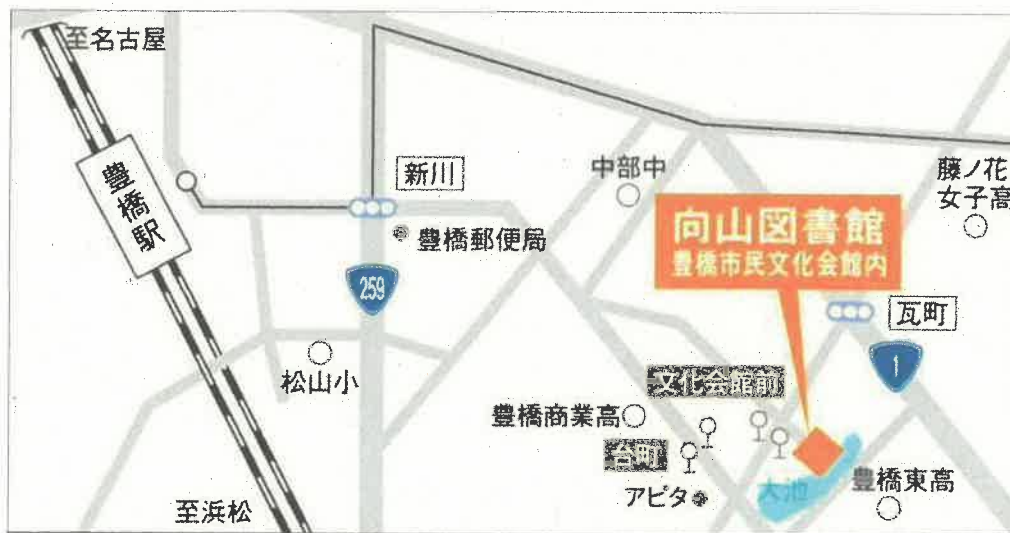 至名古屋
豊橋駅
新川
豊橋郵便局
259
松山小
至浜松
中部中
藤ノ花
女子高
向山図書館
豊橋市民文化会館内
瓦町
1
文化会館前
豊橋商業高
台町
アピタ
大池
豊橋東高